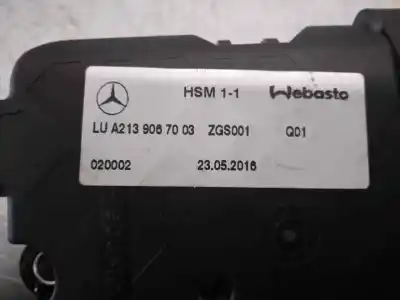 HSM 1-1 Webasto
LU A213 906 70 03 ZGS001 Q01
020002 23.05.2016